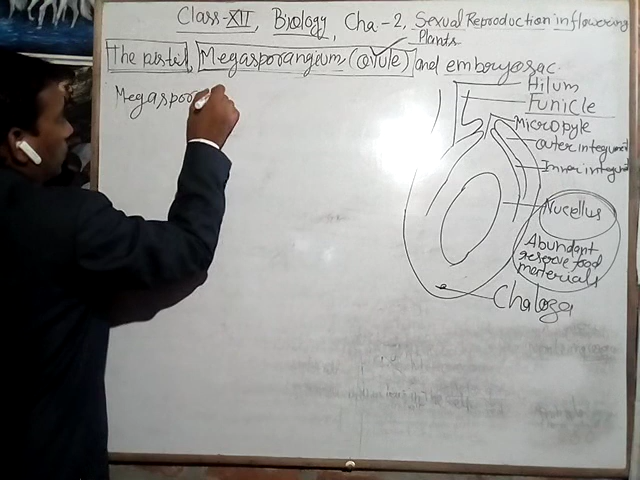 Class-XII, Biology, Cha-2, Sexual Reproduction in flowering
Plants
The pistil, Megasporangium (ovule) and embryosac.
Megaspor
Hilum
Funicle
Micropyle
outer integument
Inner integument
Nucellus
Abundant
reserve food
materials
Chalaza